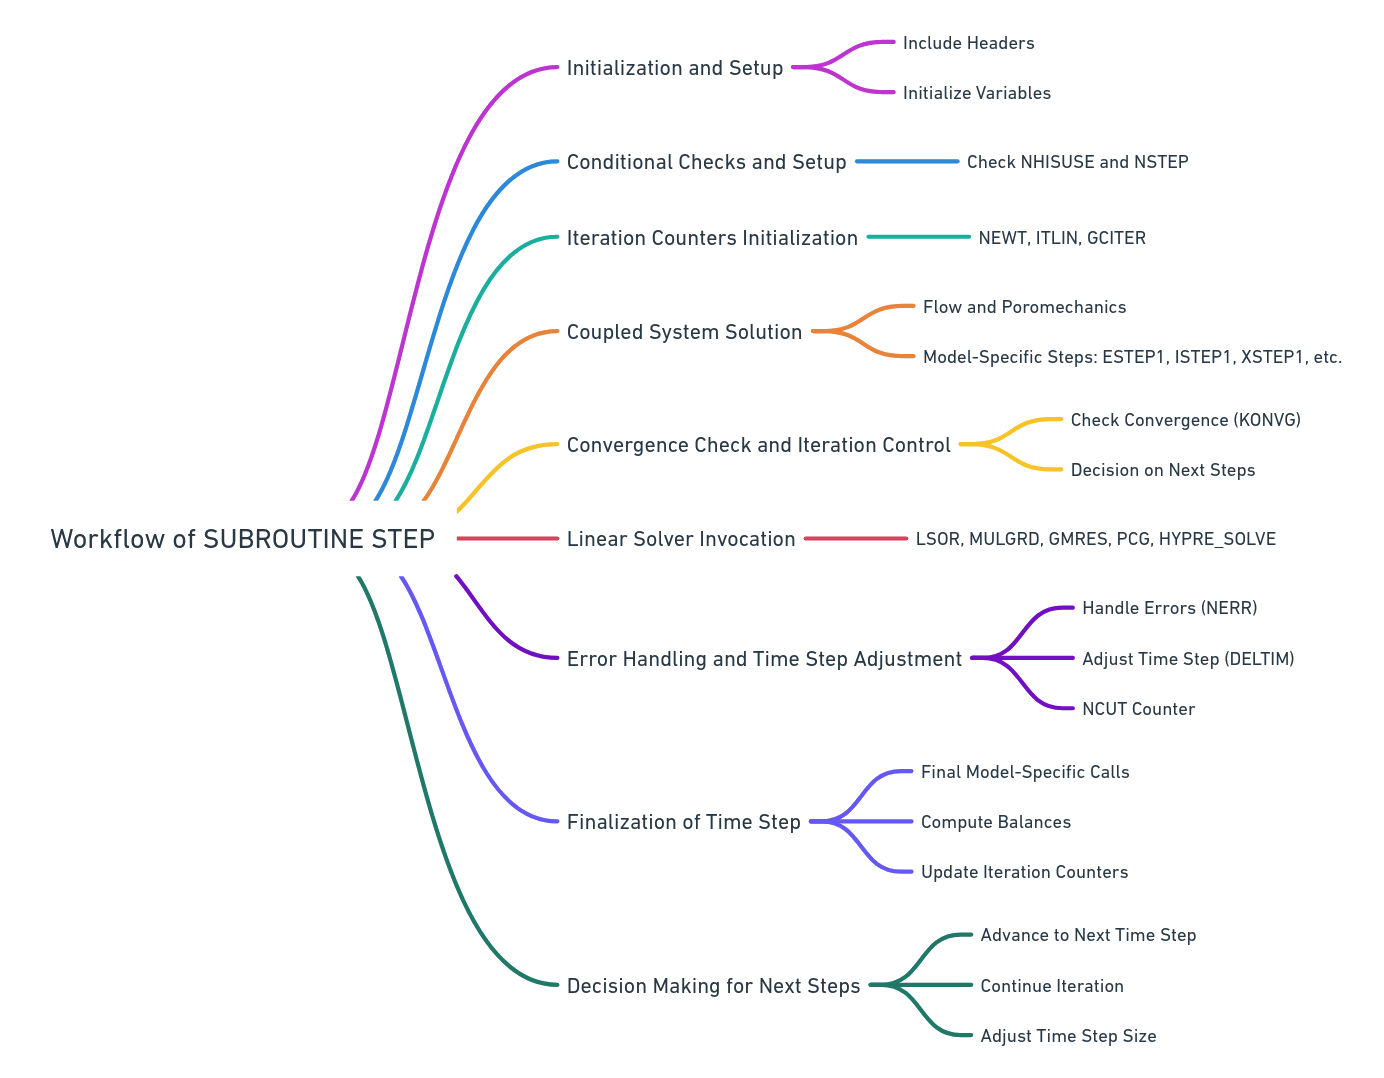 Workflow of SUBROUTINE STEP
Initialization and Setup
Include Headers
Initialize Variables
Conditional Checks and Setup
Check NHISUSE and NSTEP
Iteration Counters Initialization
NEWT, ITLIN, GCITER
Coupled System Solution
Flow and Poromechanics
Model-Specific Steps: ESTEP1, ISTEP1, XSTEP1, etc.
Convergence Check and Iteration Control
Check Convergence (KONVG)
Decision on Next Steps
Linear Solver Invocation
LSOR, MULGRD, GMRES, PCG, HYPRE_SOLVE
Error Handling and Time Step Adjustment
Handle Errors (NERR)
Adjust Time Step (DELTIM)
NCUT Counter
Finalization of Time Step
Final Model-Specific Calls
Compute Balances
Update Iteration Counters
Decision Making for Next Steps
Advance to Next Time Step
Continue Iteration
Adjust Time Step Size